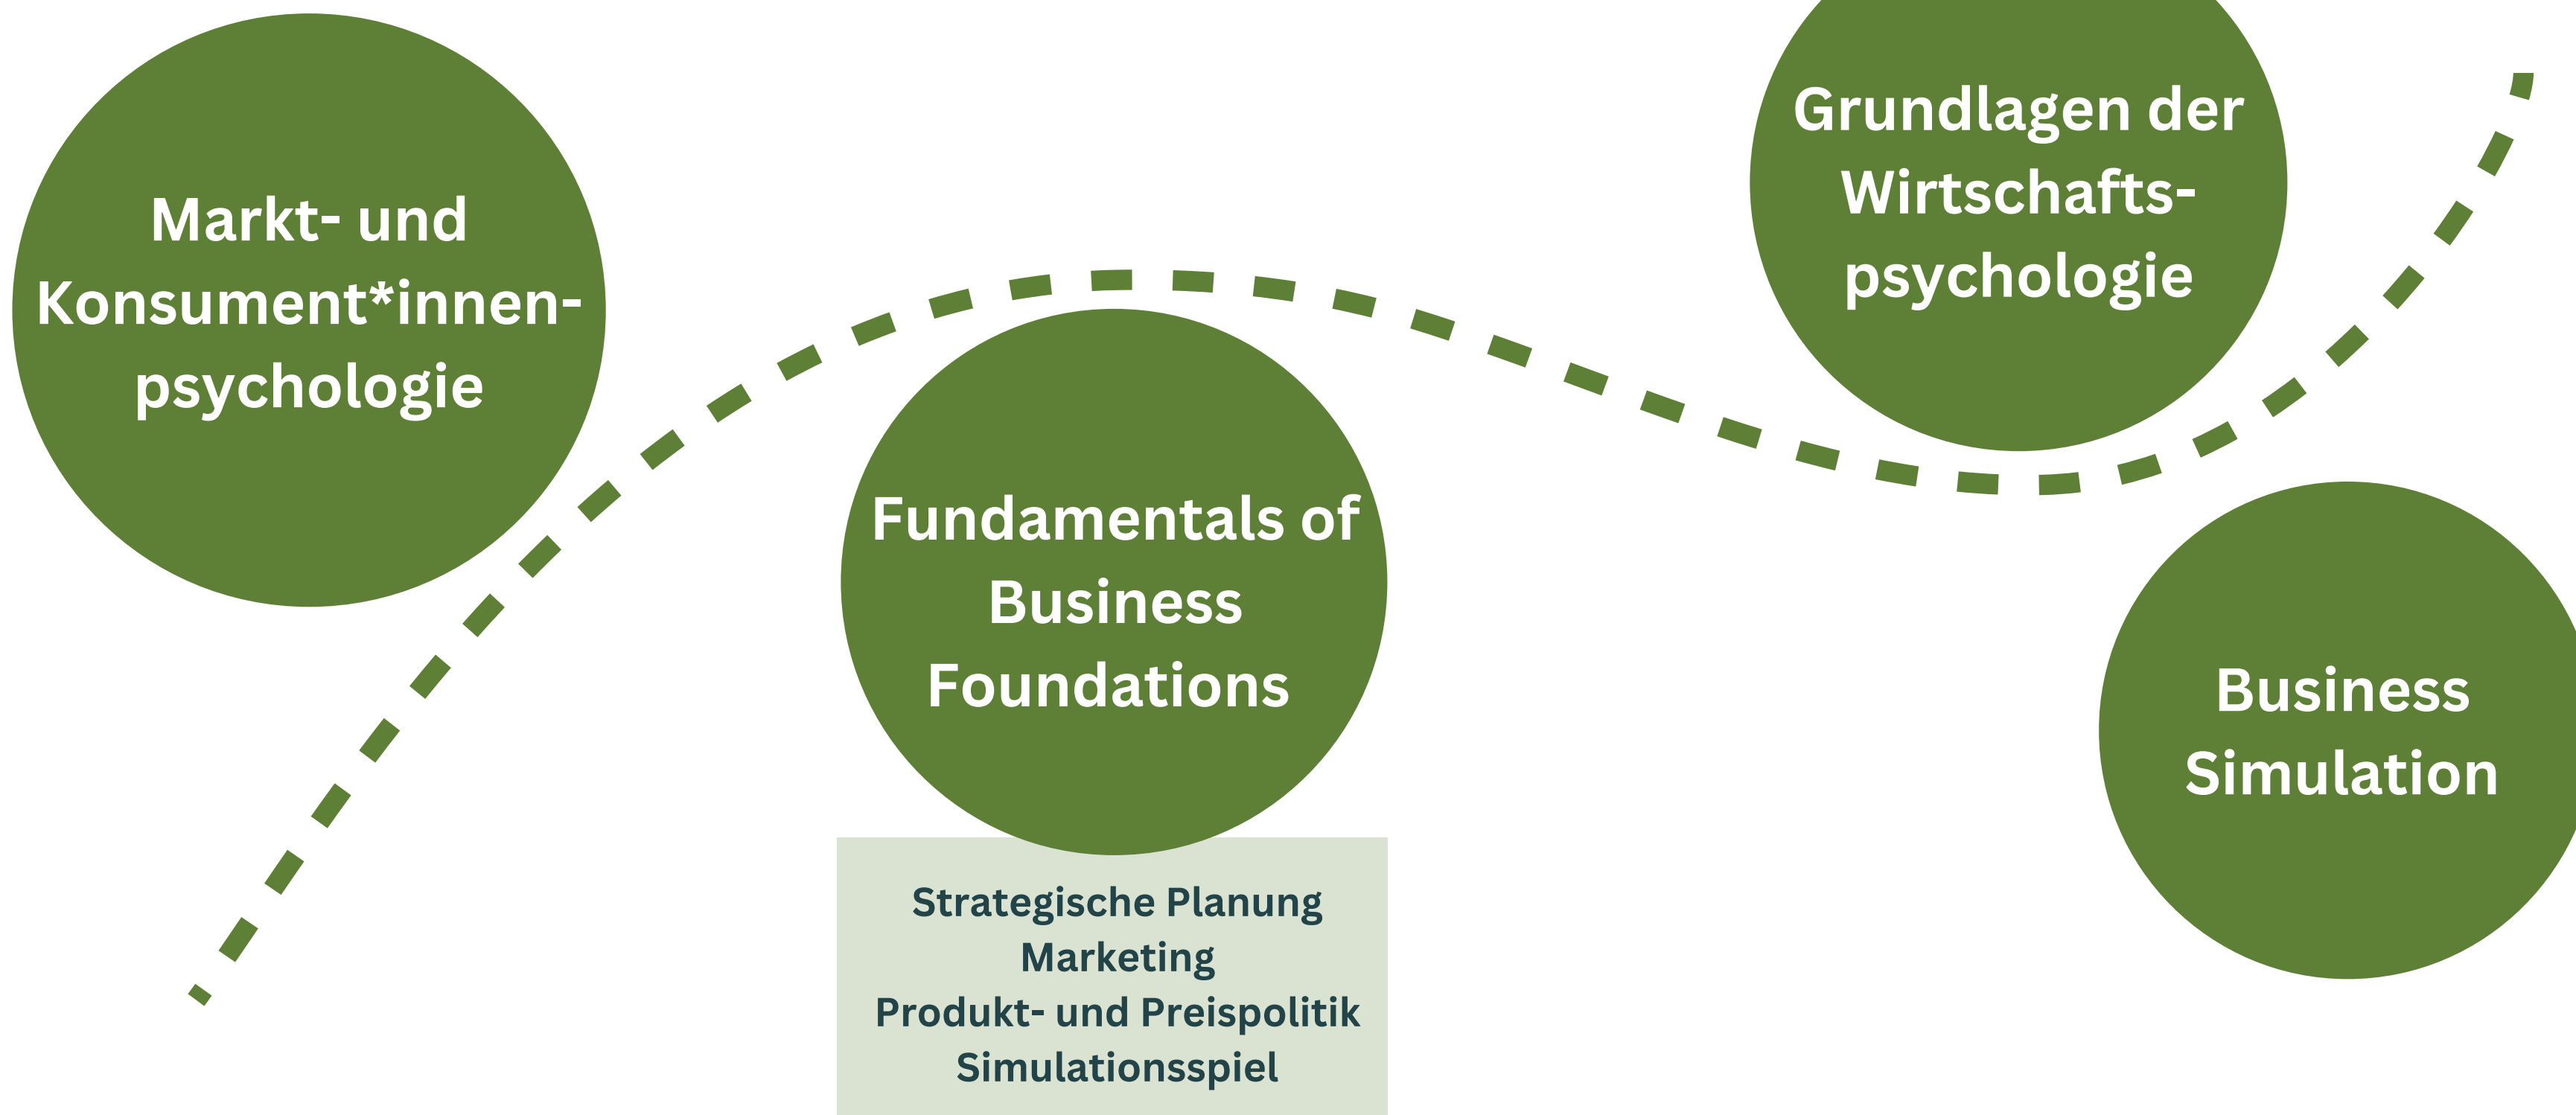 Markt- und
Konsument*innen-
psychologie
Fundamentals of
Business
Foundations
Strategische Planung
Marketing
Produkt- und Preispolitik
Simulationsspiel
Grundlagen der
Wirtschafts-
psychologie
Business
Simulation